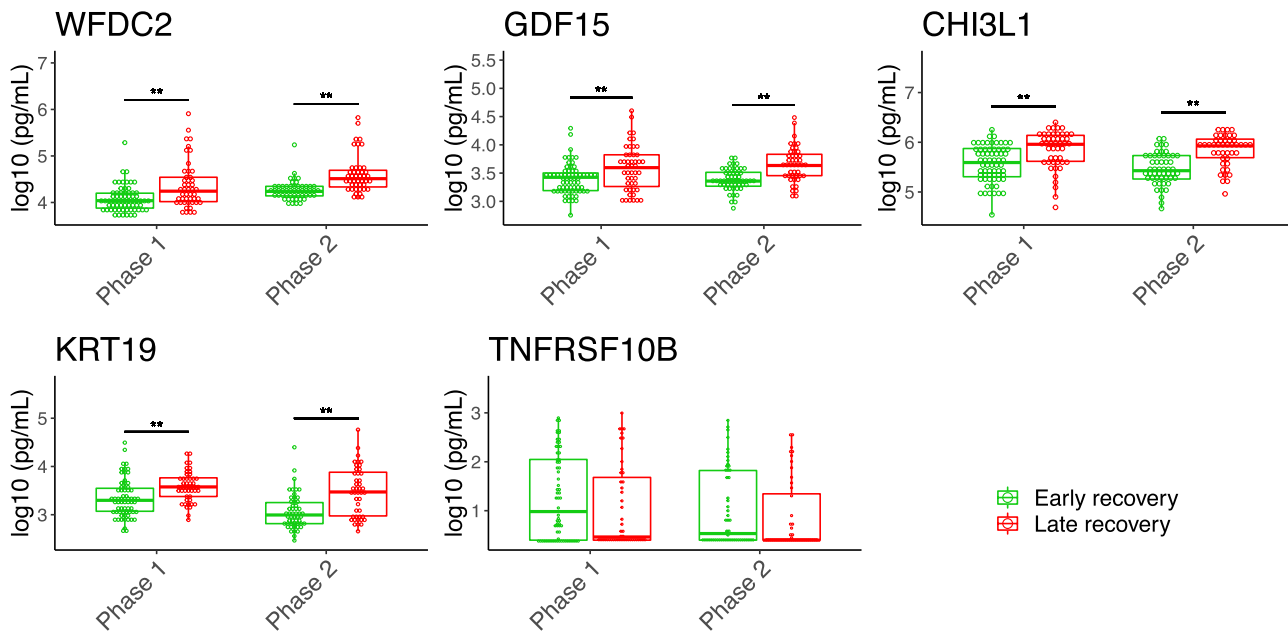 WFDC2
log10 (pg/mL)
7
6
5
4
**
**
Phase 1
Phase 2
GDF15
log10 (pg/mL)
5.5
5.0
4.5
4.0
3.5
3.0
**
**
Phase 1
Phase 2
CHI3L1
log10 (pg/mL)
7
6
5
**
**
Phase 1
Phase 2
KRT19
log10 (pg/mL)
5
4
3
**
**
Phase 1
Phase 2
TNFRSF10B
log10 (pg/mL)
3
2
1
Phase 1
Phase 2
Early recovery
Late recovery